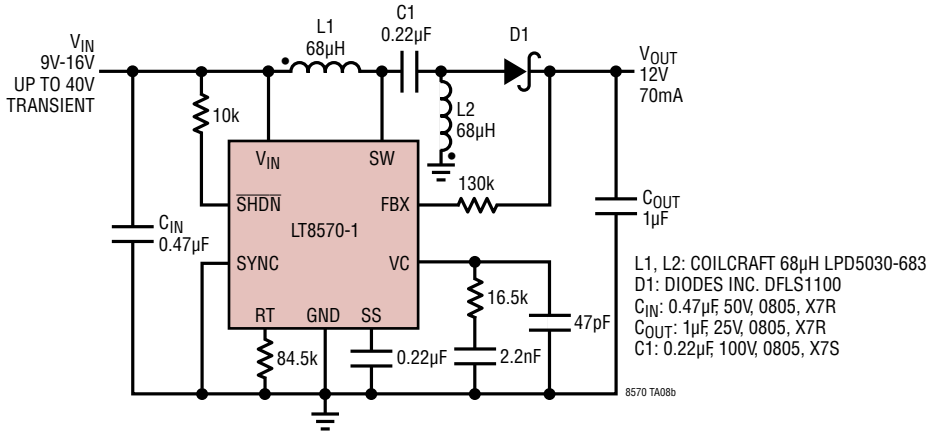 V_IN
9V-16V
UP TO 40V
TRANSIENT
L1
68µH
C1
0.22µF
D1
V_OUT
12V
70mA
10k
L2
68µH
V_IN
SW
130k
SHDN
FBX
LT8570-1
C_IN
0.47µF
C_OUT
1µF
SYNC
VC
16.5k
47pF
RT
GND
SS
84.5k
0.22µF
2.2nF
L1, L2: COILCRAFT 68µH LPD5030-683
D1: DIODES INC. DFLS1100
C_IN: 0.47µF, 50V, 0805, X7R
C_OUT: 1µF, 25V, 0805, X7R
C1: 0.22µF, 100V, 0805, X7S
8570 TA08b